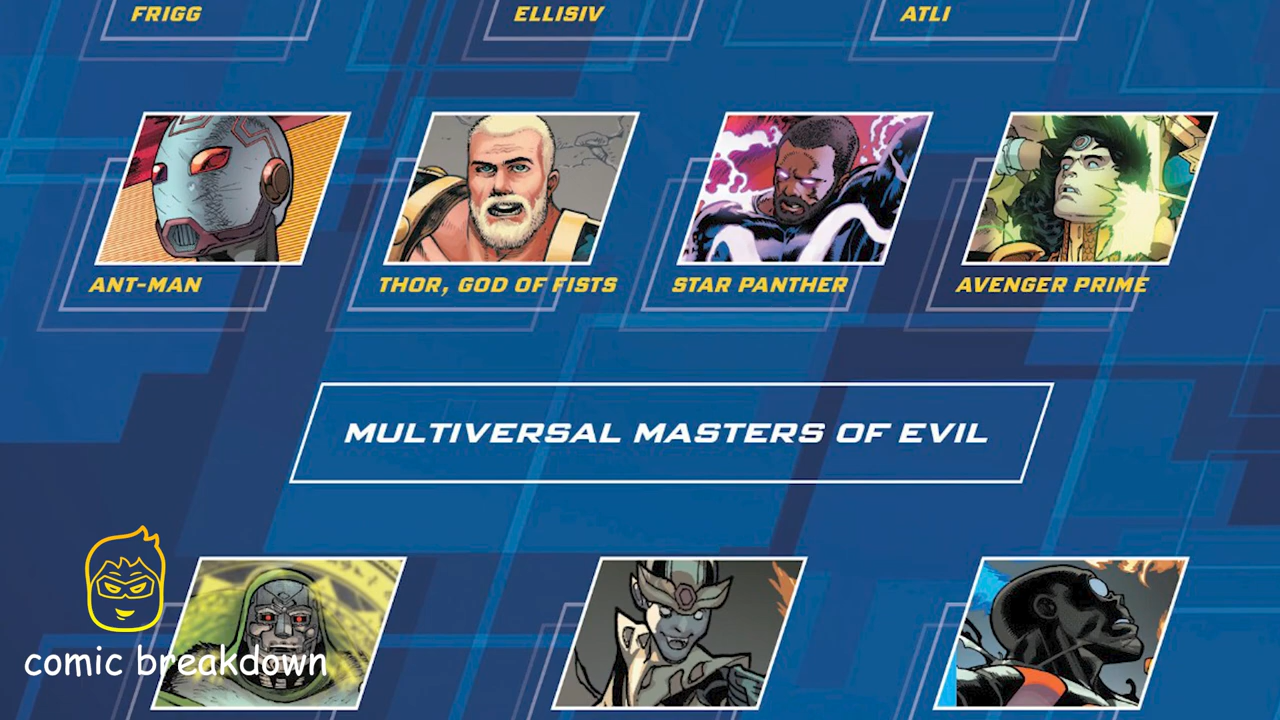 FRIGG
ELLISIV
ATLI
ANT-MAN
THOR, GOD OF FISTS
STAR PANTHER
AVENGER PRIME
MULTIVERSAL MASTERS OF EVIL
comic breakdown